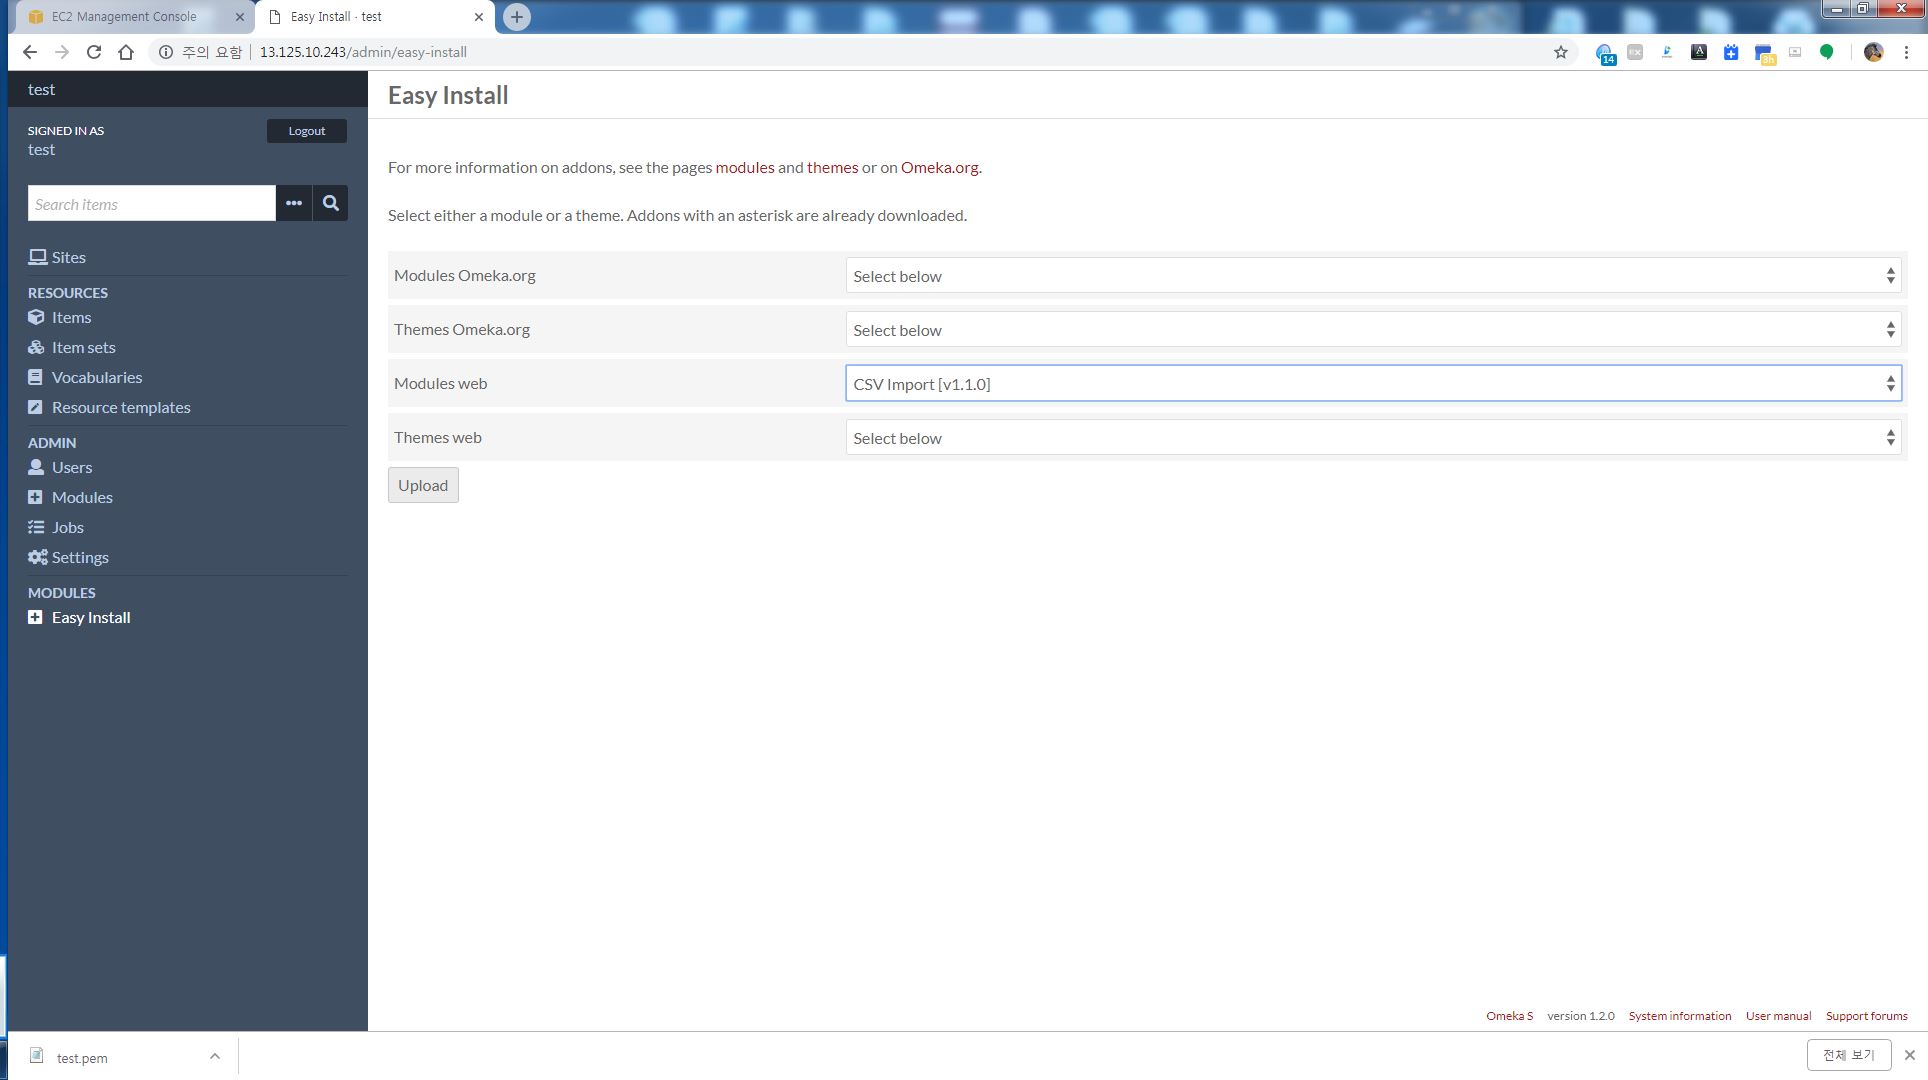 EC2 Management Console
Easy Install · test
주의 요함 13.125.10.243/admin/easy-install
14
EX
A
3h
test
SIGNED IN AS
Logout
test
Search items
Sites
RESOURCES
Items
Item sets
Vocabularies
Resource templates
ADMIN
Users
Modules
Jobs
Settings
MODULES
Easy Install
Easy Install
For more information on addons, see the pages modules and themes or on Omeka.org.
Select either a module or a theme. Addons with an asterisk are already downloaded.
Modules Omeka.org Select below
Themes Omeka.org Select below
Modules web CSV Import [v1.1.0]
Themes web Select below
Upload
Omeka S version 1.2.0 System information User manual Support forums
test.pem
전체 보기